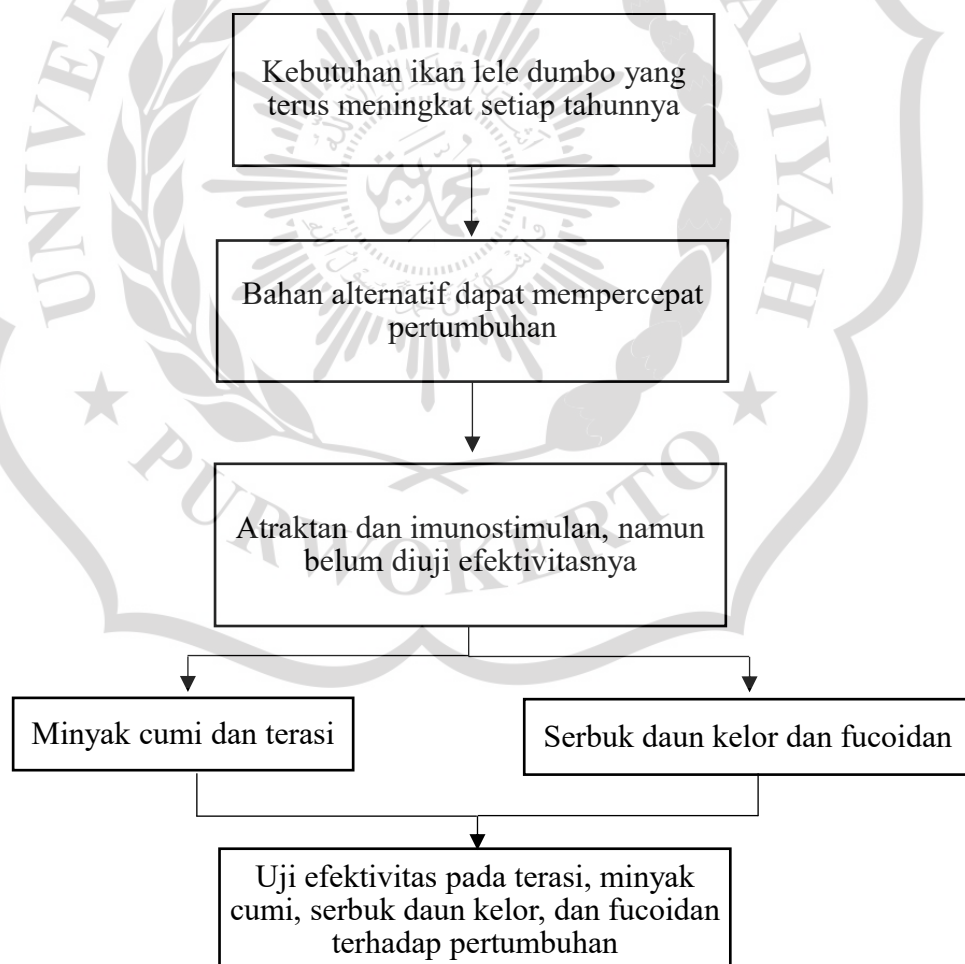 Kebutuhan ikan lele dumbo yang
terus meningkat setiap tahunnya
Bahan alternatif dapat mempercepat
pertumbuhan
Atraktan dan imunostimulan, namun
belum diuji efektivitasnya
PURWOKERTO
Minyak cumi dan terasi
Serbuk daun kelor dan fucoidan
Uji efektivitas pada terasi, minyak
cumi, serbuk daun kelor, dan fucoidan
terhadap pertumbuhan